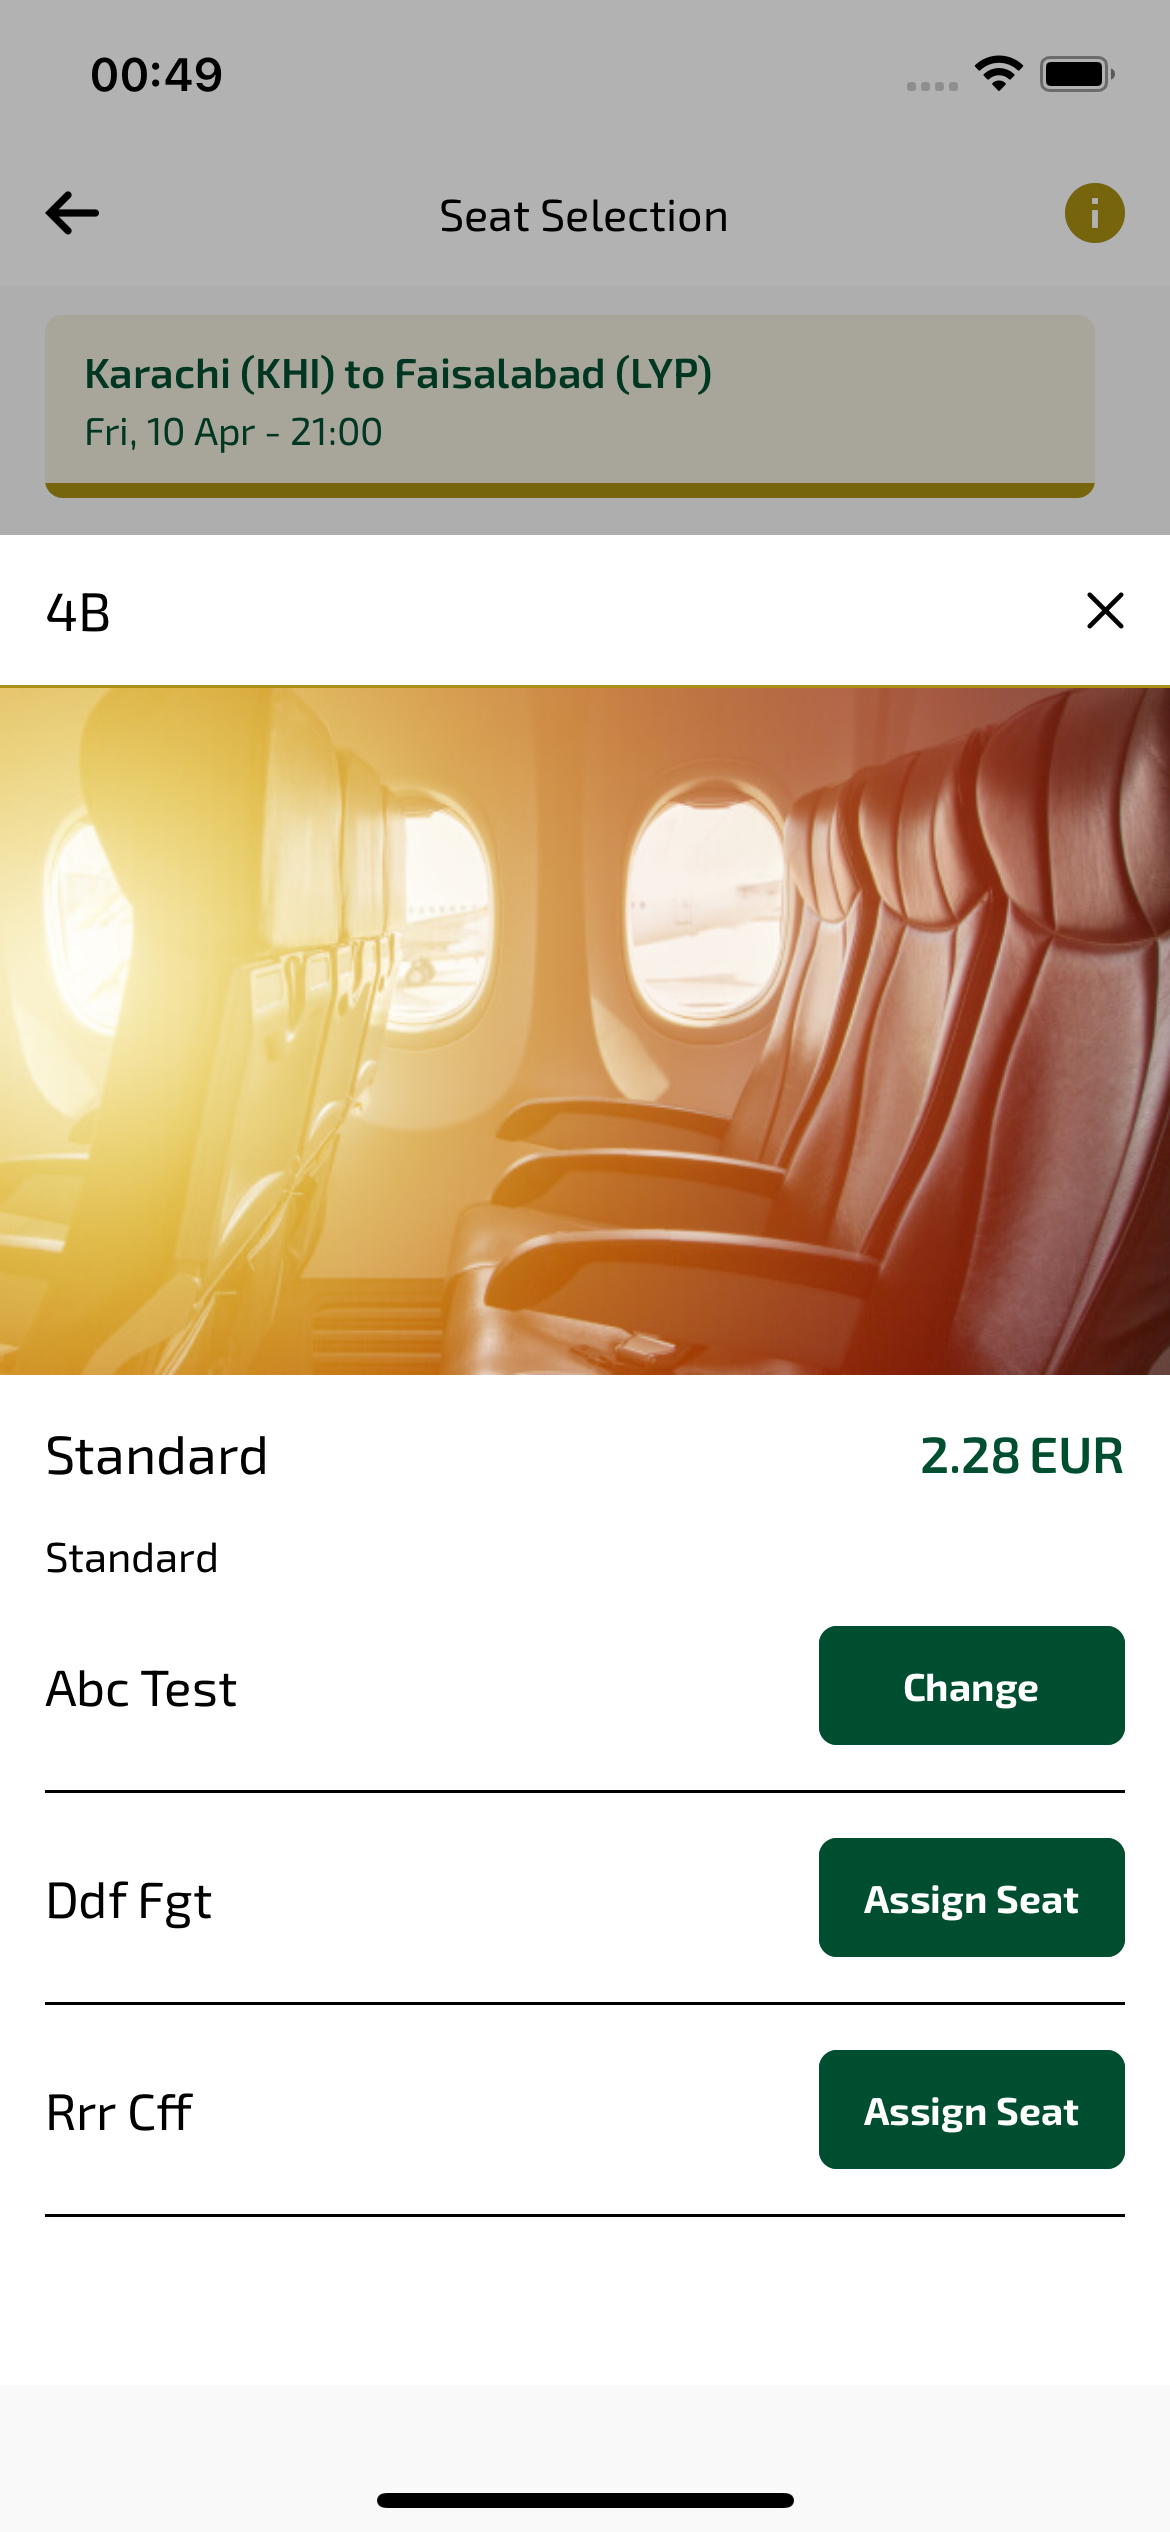 00:49
Seat Selection
i
Karachi (KHI) to Faisalabad (LYP)
Fri, 10 Apr - 21:00
4B
Standard
2.28 EUR
Standard
Abc Test
Change
Ddf Fgt
Assign Seat
Rrr Cff
Assign Seat